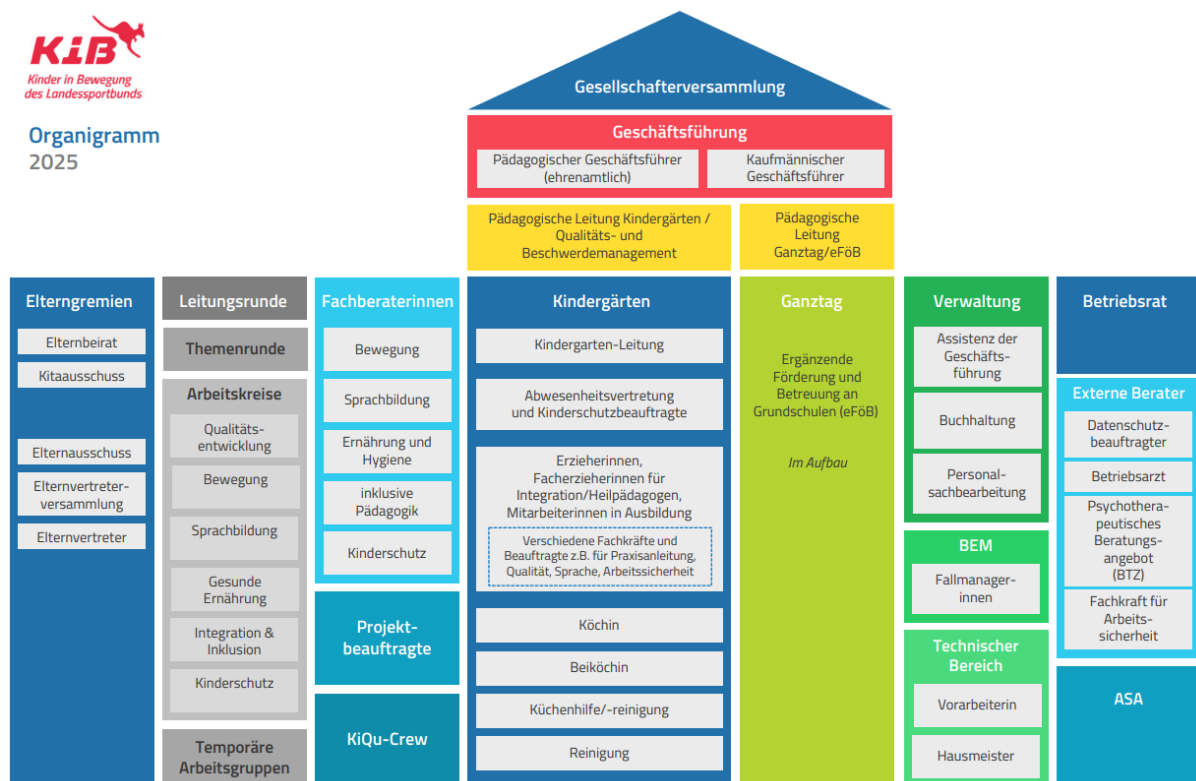 KiB
Kinder in Bewegung
des Landessportbunds
Organigramm
2025
Gesellschafterversammlung
Geschäftsführung
Pädagogischer Geschäftsführer
(ehrenamtlich)
Kaufmännischer
Geschäftsführer
Pädagogische Leitung Kindergärten /
Qualitäts- und
Beschwerdemanagement
Pädagogische
Leitung
Ganztag/eFöB
Elterngremien
Elternbeirat
Kitaausschuss
Elternausschuss
Elternvertreter-
versammlung
Elternvertreter
Leitungsrunde
Themenrunde
Arbeitskreise
Qualitäts-
entwicklung
Bewegung
Sprachbildung
Gesunde
Ernährung
Integration &
Inklusion
Kinderschutz
Temporäre
Arbeitsgruppen
Fachberaterinnen
Bewegung
Sprachbildung
Ernährung und
Hygiene
inklusive
Pädagogik
Kinderschutz
Projekt-
beauftragte
KiQu-Crew
Kindergärten
Kindergarten-Leitung
Abwesenheitsvertretung
und Kinderschutzbeauftragte
Erzieherinnen,
Facherzieherinnen für
Integration/Heilpädagogen,
Mitarbeiterinnen in Ausbildung
Verschiedene Fachkräfte und
Beauftragte z.B. für Praxisanleitung,
Qualität, Sprache, Arbeitssicherheit
Köchin
Beiköchin
Küchenhilfe/-reinigung
Reinigung
Ganztag
Ergänzende
Förderung und
Betreuung an
Grundschulen (eFöB)
Im Aufbau
Verwaltung
Assistenz der
Geschäfts-
führung
Buchhaltung
Personal-
sachbearbeitung
BEM
Fallmanager-
innen
Technischer
Bereich
Vorarbeiterin
Hausmeister
Betriebsrat
Externe Berater
Datenschutz-
beauftragter
Betriebsarzt
Psychothera-
peutisches
Beratungs-
angebot
(BTZ)
Fachkraft für
Arbeits-
sicherheit
ASA